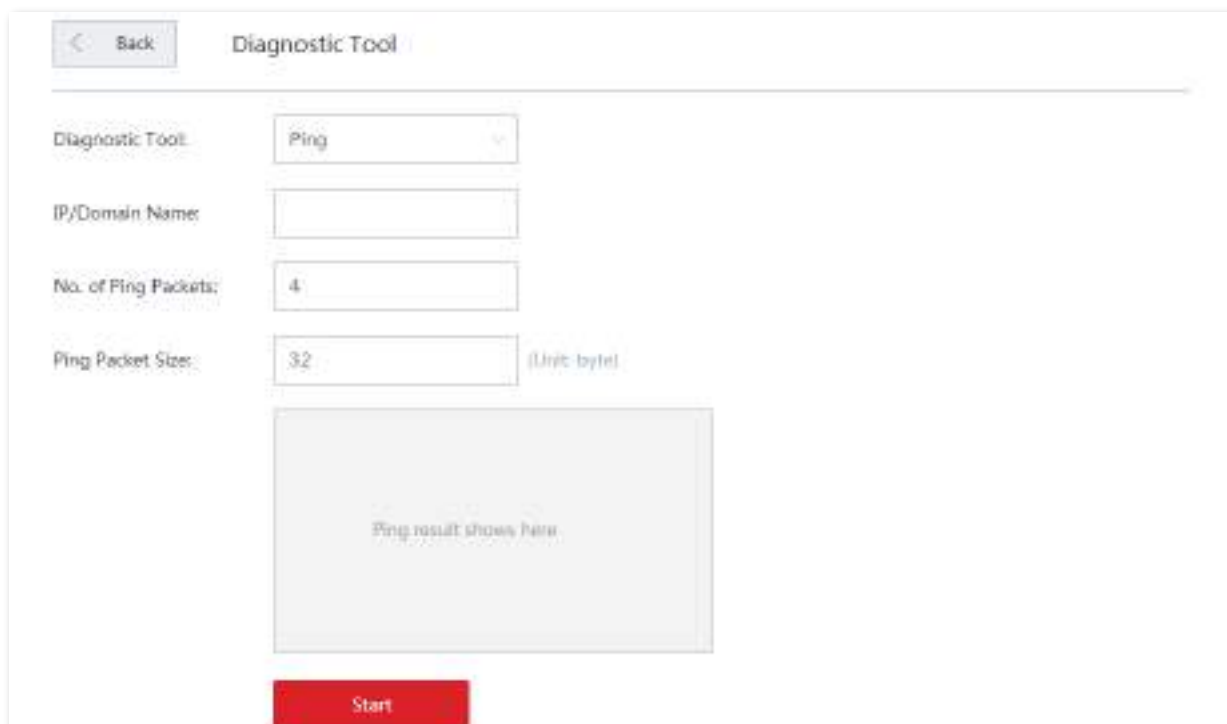 Back
Diagnostic Tool
Diagnostic Tool: Ping
IP/Domain Name:
No. of Ping Packets: 4
Ping Packet Size: 32 (Unit: byte)
Ping result shows here
Start